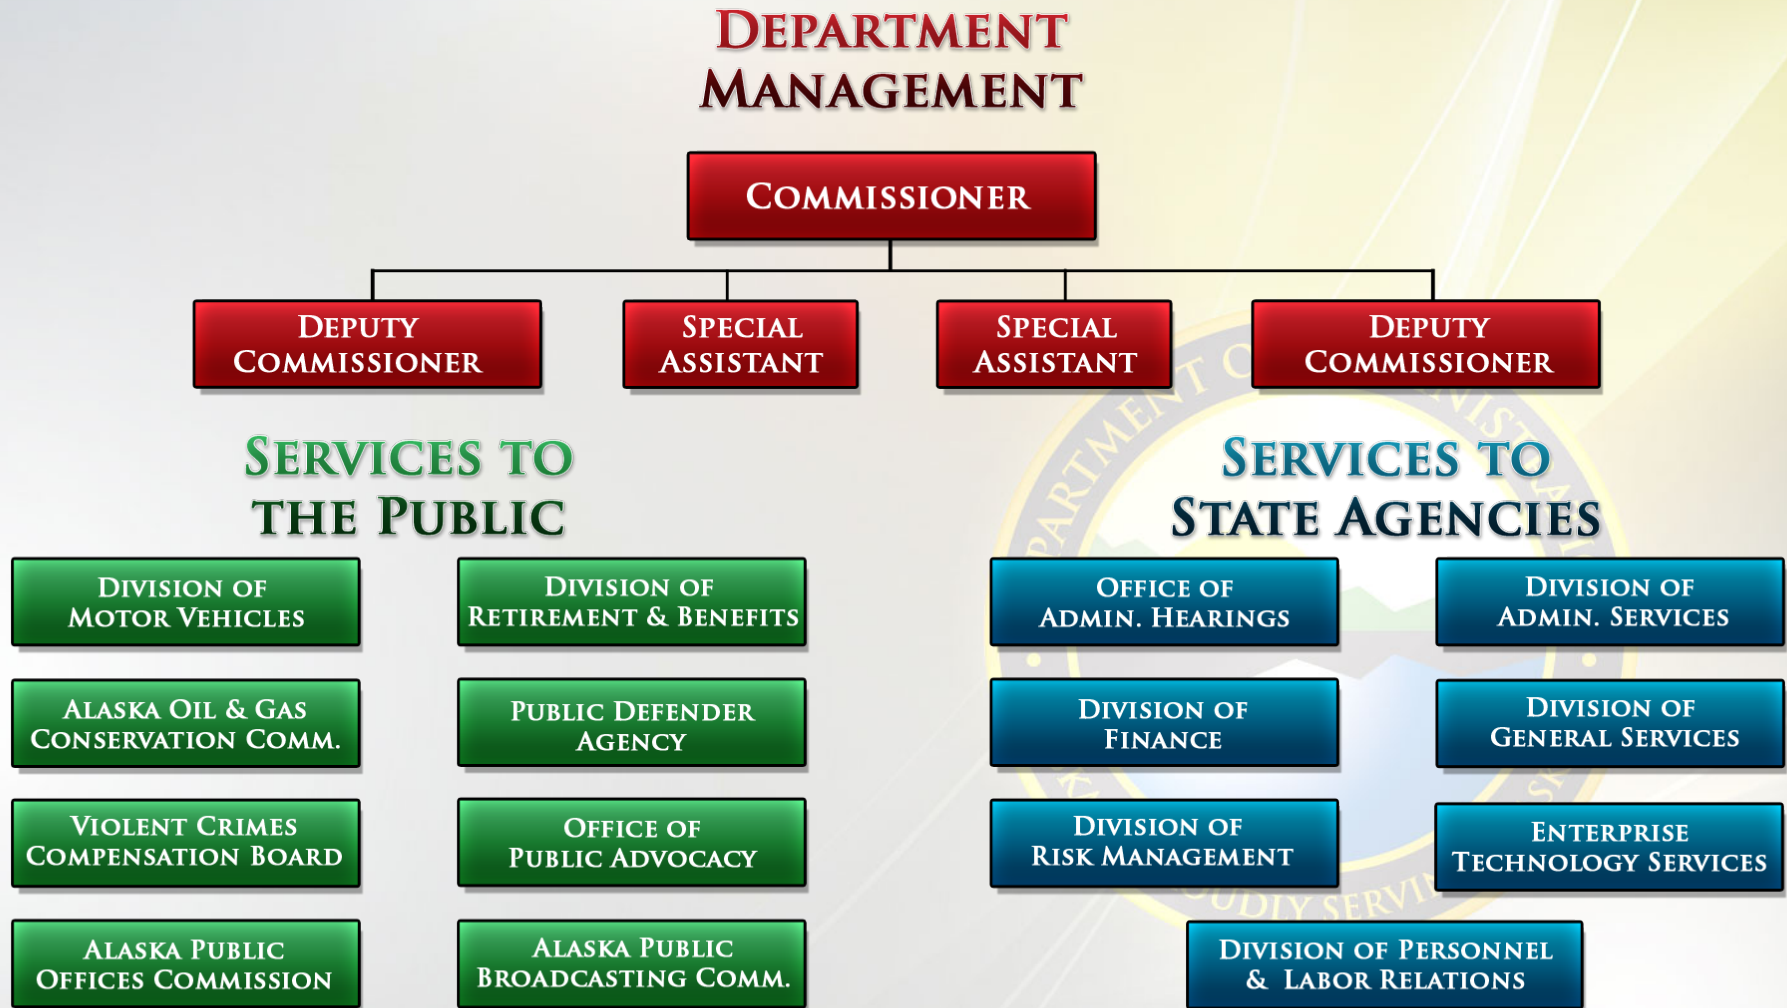 Department
Management
Commissioner
Deputy
Commissioner
Special
Assistant
Special
Assistant
Deputy
Commissioner
Services to
the Public
Division of
Motor Vehicles
Division of
Retirement & Benefits
Alaska Oil & Gas
Conservation Comm.
Public Defender
Agency
Violent Crimes
Compensation Board
Office of
Public Advocacy
Alaska Public
Offices Commission
Alaska Public
Broadcasting Comm.
Services to
State Agencies
Office of
Admin. Hearings
Division of
Admin. Services
Division of
Finance
Division of
General Services
Division of
Risk Management
Enterprise
Technology Services
Division of Personnel
& Labor Relations